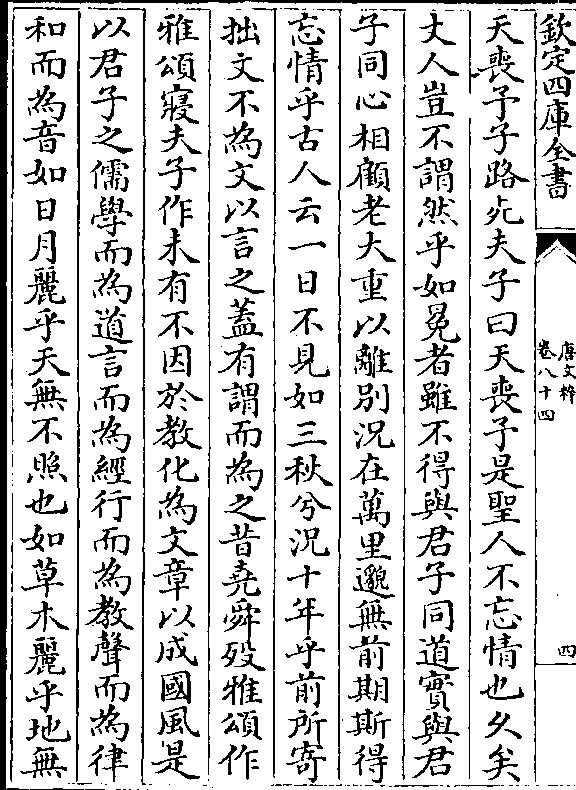 欽定四庫全書
唐文粹
卷八十四
四
天喪予子路死夫子曰天喪予是聖人不忘情也久矣
丈人豈不謂然乎如冕者雖不得與君子同道實與君
子同心相顧老大重以離別況在萬里邈無前期斯得
忘情乎古人云一日不見如三秋兮況十年乎前所寄
拙文不為文以言之蓋有謂而為之昔堯舜歿雅頌作
雅頌寢夫子作未有不因於教化為文章以成國風是
以君子之儒學而為道言而為經行而為教聲而為律
和而為音如日月麗乎天無不照也如草木麗乎地無